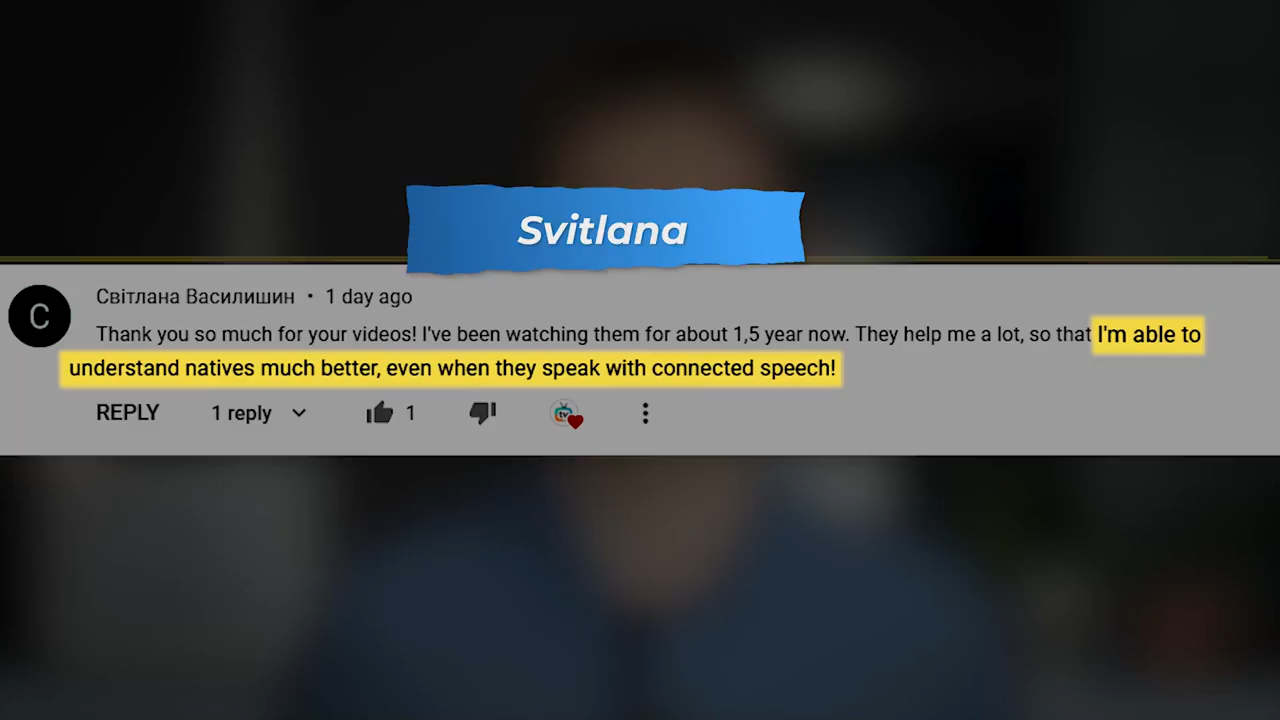 Svitlana
Світлана Василишин • 1 day ago
Thank you so much for your videos! I've been watching them for about 1,5 year now. They help me a lot, so that I'm able to
understand natives much better, even when they speak with connected speech!
C
REPLY 1 reply 1 tv